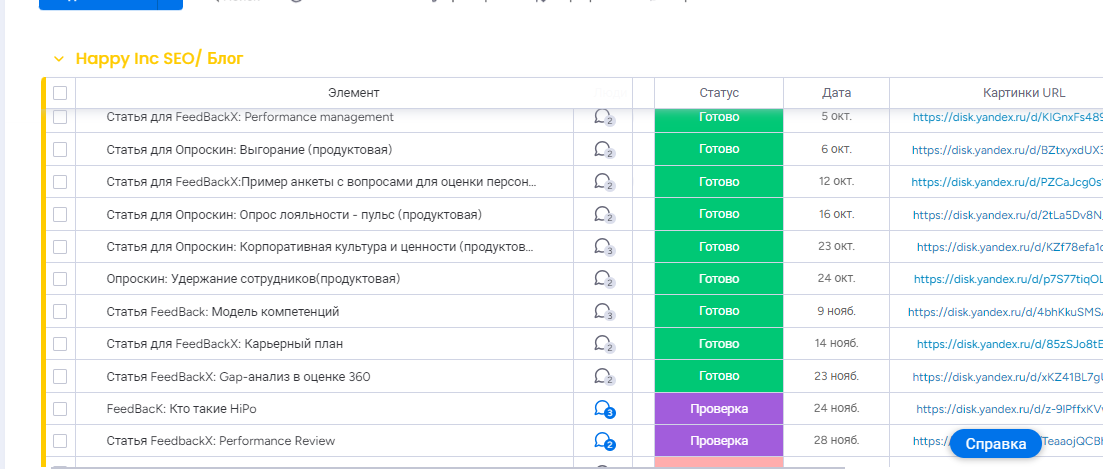 Happy Inc SEO/ Блог
Элемент Статус Дата Картинки URL
Статья для FeedBackX: Performance management 2 Готово 5 окт. https://disk.yandex.ru/d/KIGnxFs489
Статья для Опроскин: Выгорание (продуктовая) 2 Готово 6 окт. https://disk.yandex.ru/d/BZtxyxdUX3
Статья для FeedBackX:Пример анкеты с вопросами для оценки персон... 2 Готово 12 окт. https://disk.yandex.ru/d/PZCaJcg0s
Статья для Опроскин: Опрос лояльности - пульс (продуктовая) 2 Готово 16 окт. https://disk.yandex.ru/d/2tLa5Dv8N
Статья для Опроскин: Корпоративная культура и ценности (продуктов... 3 Готово 23 окт. https://disk.yandex.ru/d/KZf78efa1c
Опроскин: Удержание сотрудников(продуктовая) 2 Готово 24 окт. https://disk.yandex.ru/d/p7S77tiqOL
Статья FeedBack: Модель компетенций 3 Готово 9 нояб. https://disk.yandex.ru/d/4bhKkuSMS
Статья для FeedBackX: Карьерный план 2 Готово 14 нояб. https://disk.yandex.ru/d/85zSJo8tE
Статья FeedBackX: Gap-анализ в оценке 360 2 Готово 23 нояб. https://disk.yandex.ru/d/xKZ41BL7gU
FeedBacK: Кто такие HiPo 3 Проверка 24 нояб. https://disk.yandex.ru/d/z-9IPffxKV
Статья FeedbackX: Performance Review 2 Проверка 28 нояб. https:// TeaaojQCBH
Справка